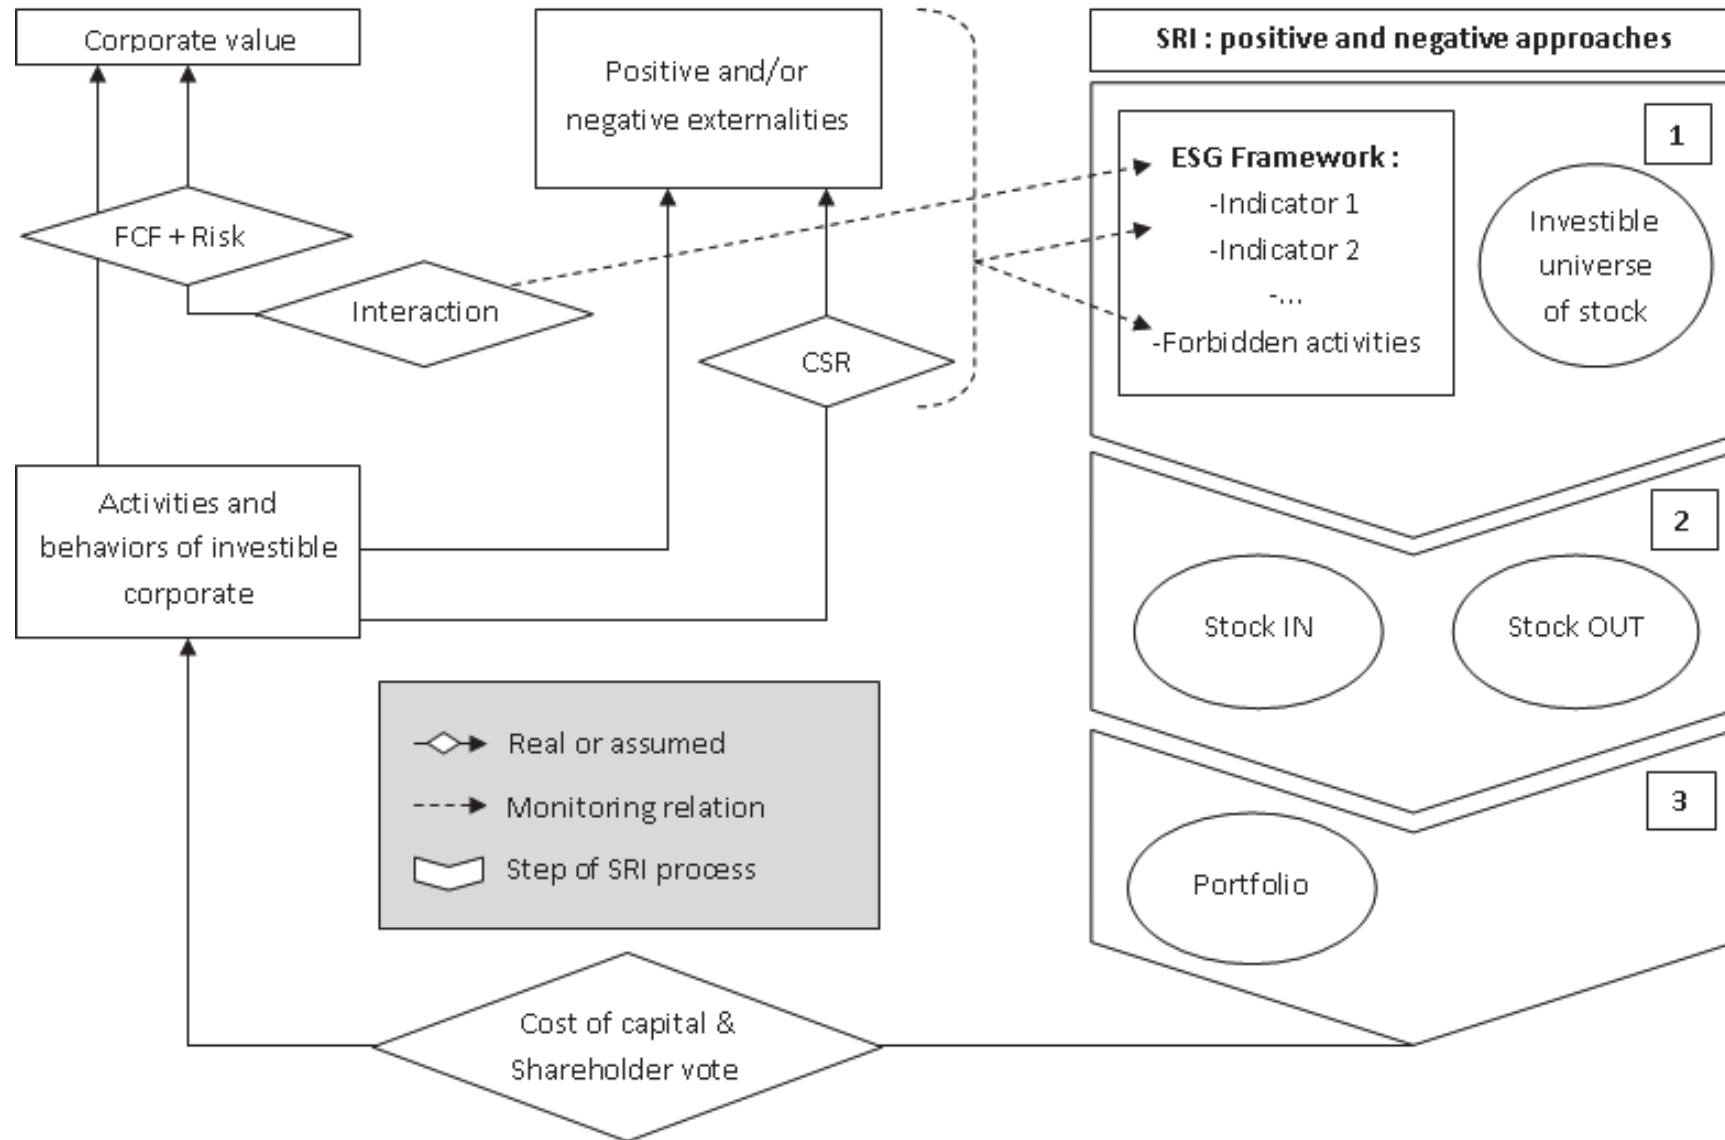 Corporate value
Positive and/or
negative externalities
SRI : positive and negative approaches
1
ESG Framework :
-Indicator 1
-Indicator 2
-...
-Forbidden activities
Investible
universe
of stock
FCF + Risk
Interaction
CSR
Activities and
behaviors of investible
corporate
2
Stock IN
Stock OUT
Real or assumed
Monitoring relation
Step of SRI process
3
Portfolio
Cost of capital &
Shareholder vote